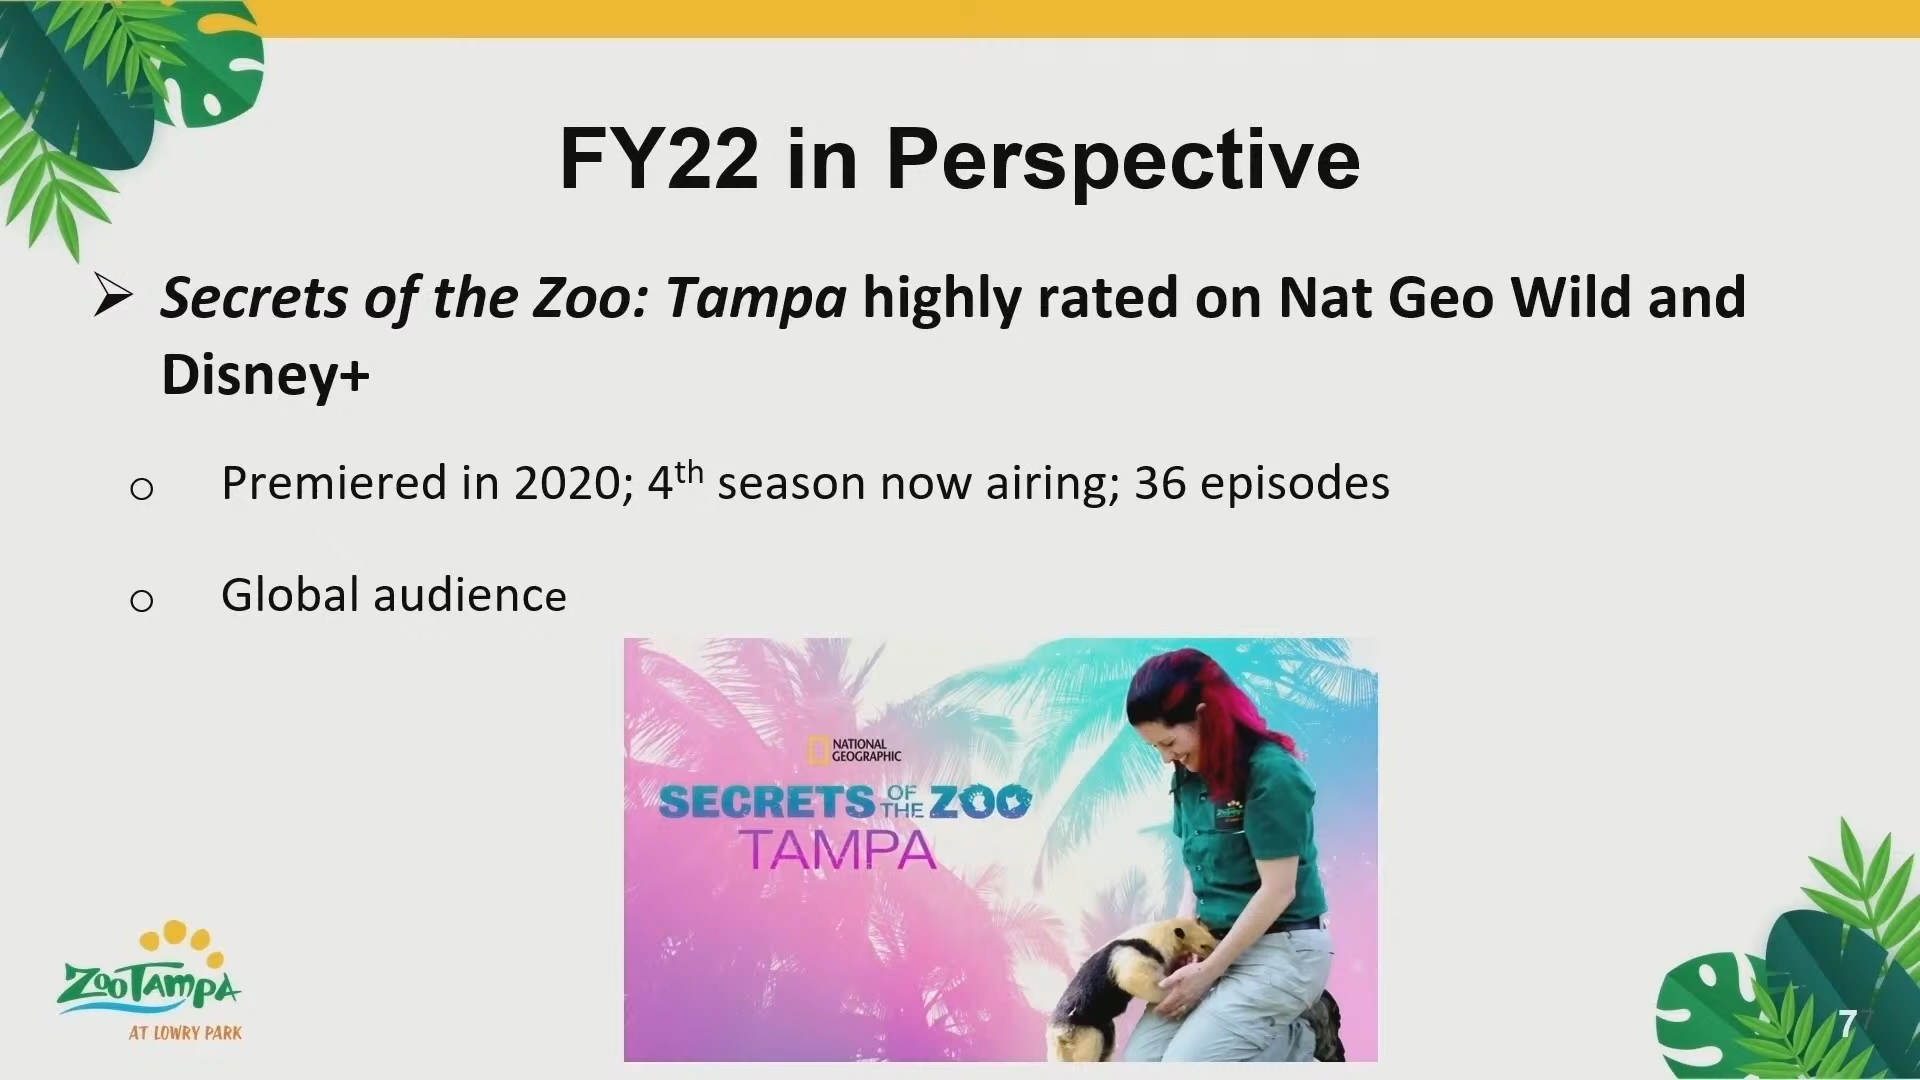 FY22 in Perspective
➢ Secrets of the Zoo: Tampa highly rated on Nat Geo Wild and
Disney+
o Premiered in 2020; 4th season now airing; 36 episodes
o Global audience
NATIONAL
GEOGRAPHIC
SECRETS OF THE ZOO
TAMPA
ZooTampa
AT LOWRY PARK
7